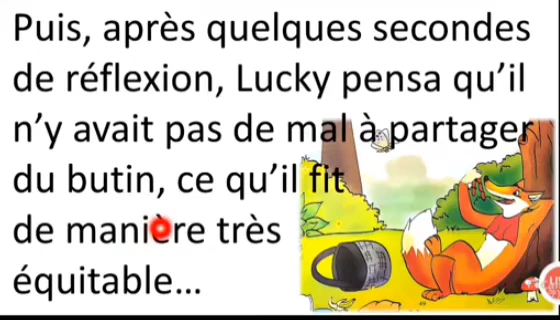 Puis, après quelques secondes
de réflexion, Lucky pensa qu'il
n'y avait pas de mal à partager
du butin, ce qu'il fit
de manière très
équitable...